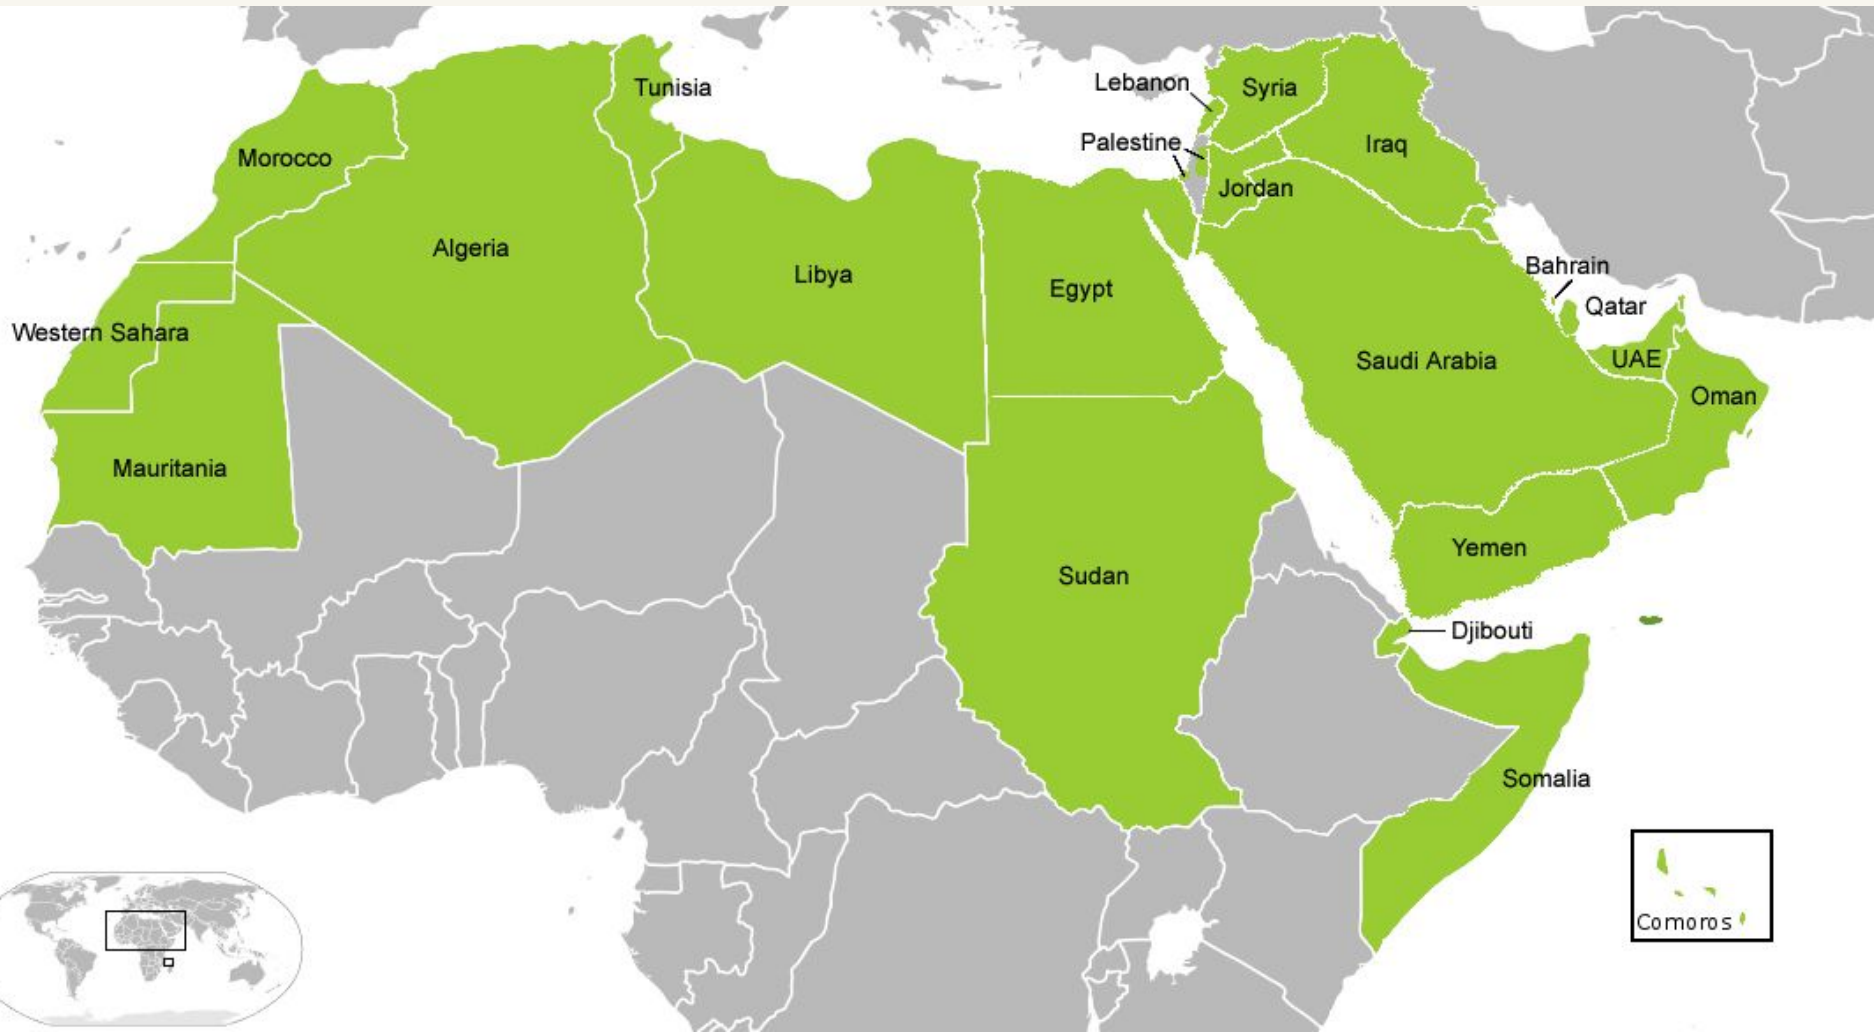 Tunisia
Lebanon
Syria
Palestine
Iraq
Morocco
Jordan
Algeria
Libya
Egypt
Bahrain
Qatar
Western Sahara
Saudi Arabia
UAE
Oman
Mauritania
Yemen
Sudan
Djibouti
Somalia
Comoros